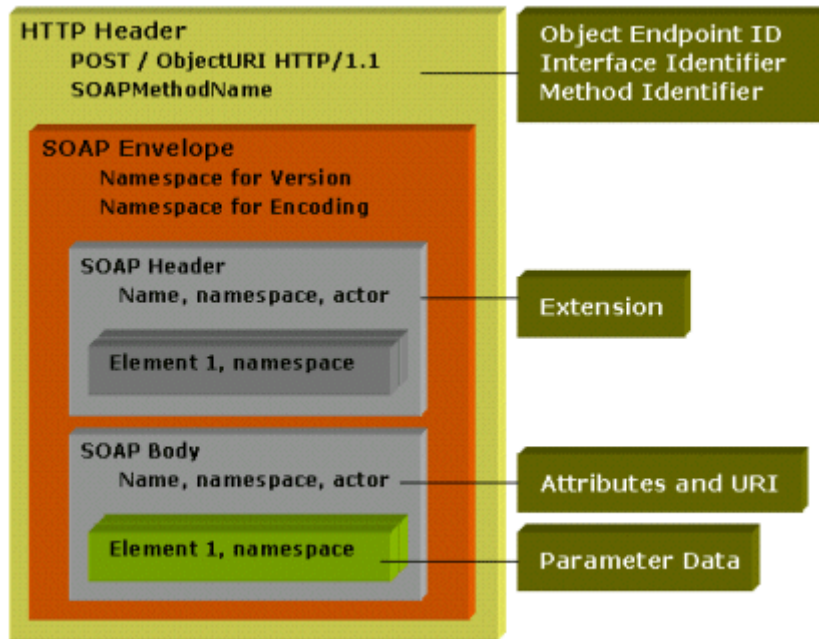 HTTP Header
POST / ObjectURI HTTP/1.1
SOAPMethodName
Object Endpoint ID
Interface Identifier
Method Identifier
SOAP Envelope
Namespace for Version
Namespace for Encoding
SOAP Header
Name, namespace, actor
Extension
Element 1, namespace
SOAP Body
Name, namespace, actor
Attributes and URI
Element 1, namespace
Parameter Data